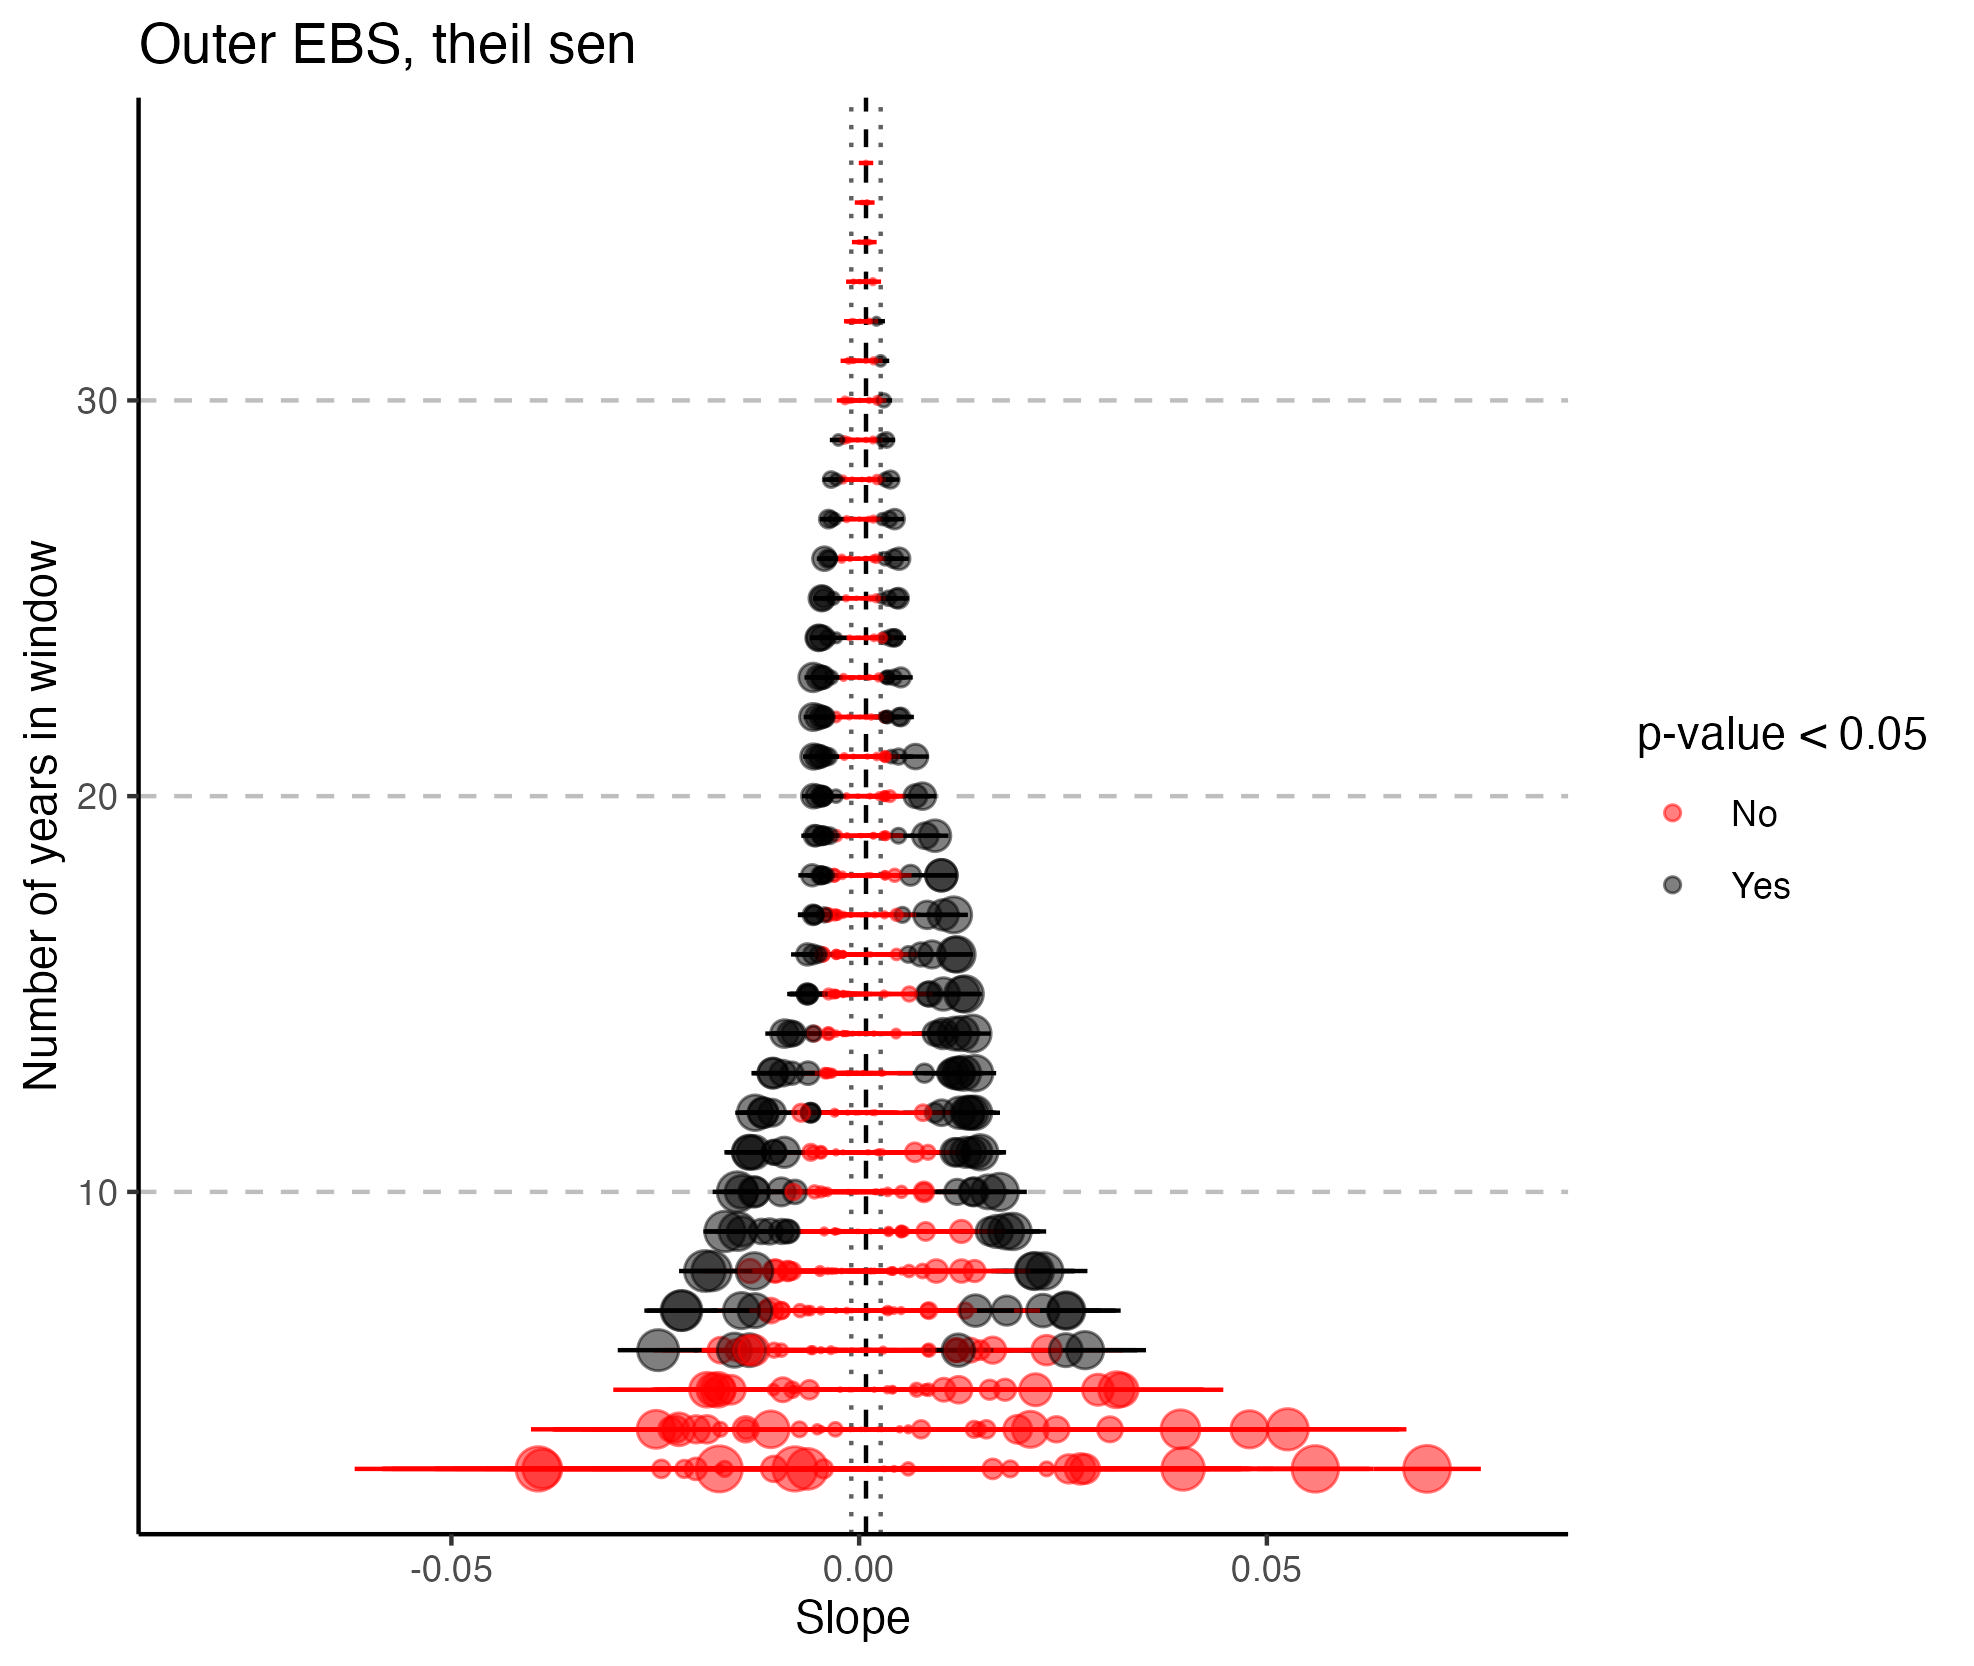 Outer EBS, theil sen
Number of years in window
30
20
10
-0.05
0.00
0.05
Slope
p-value < 0.05
No
Yes